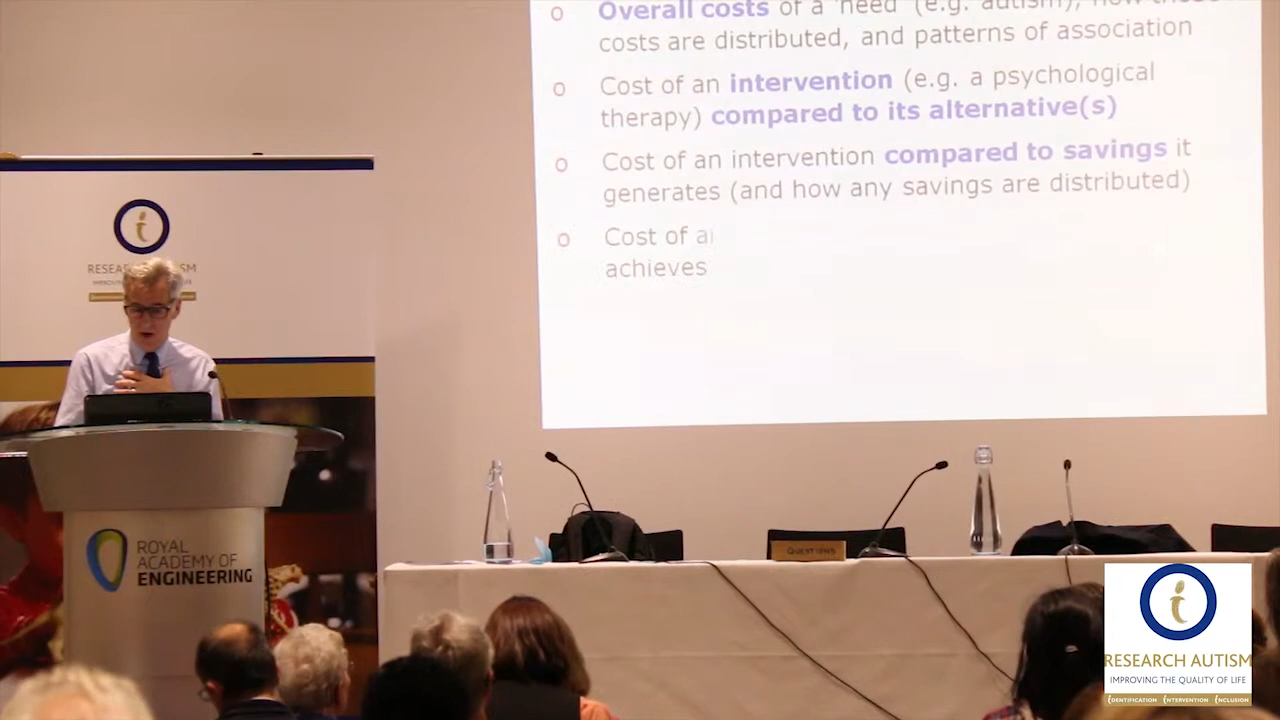 o Overall costs of a 'need' (e.g. autism), how these
costs are distributed, and patterns of association
o Cost of an intervention (e.g. a psychological
therapy) compared to its alternative(s)
o Cost of an intervention compared to savings it
generates (and how any savings are distributed)
o Cost of
achieves
RESEARCH AUTISM
ROYAL
ACADEMY OF
ENGINEERING
QUESTIONS
RESEARCH AUTISM
IMPROVING THE QUALITY OF LIFE
IDENTIFICATION INTERVENTION INCLUSION